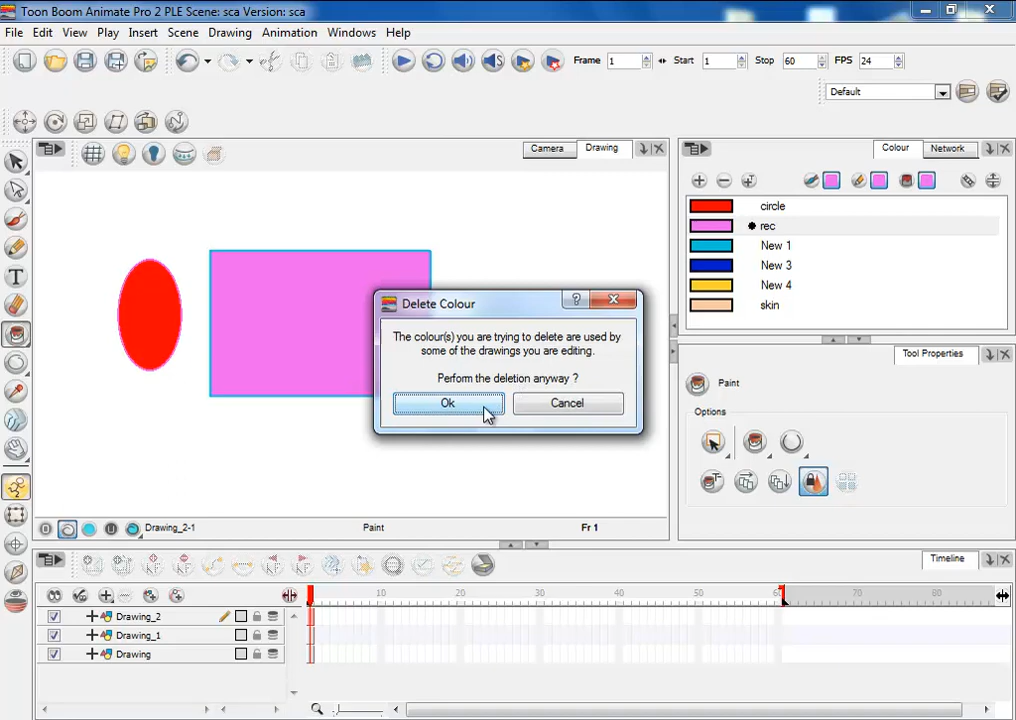 Toon Boom Animate Pro 2 PLE Scene: sca Version: sca
File Edit View Play Insert Scene Drawing Animation Windows Help
Frame 1 Start 1 Stop 60 FPS 24
Default
Camera Drawing
Colour Network
circle
rec
New 1
New 3
New 4
skin
Delete Colour
The colour(s) you are trying to delete are used by
some of the drawings you are editing.
Perform the deletion anyway ?
Ok Cancel
Tool Properties
Paint
Options
Drawing_2-1 Paint Fr 1
Timeline
10 20 30 40 50 60 70 80
Drawing_2
Drawing_1
Drawing